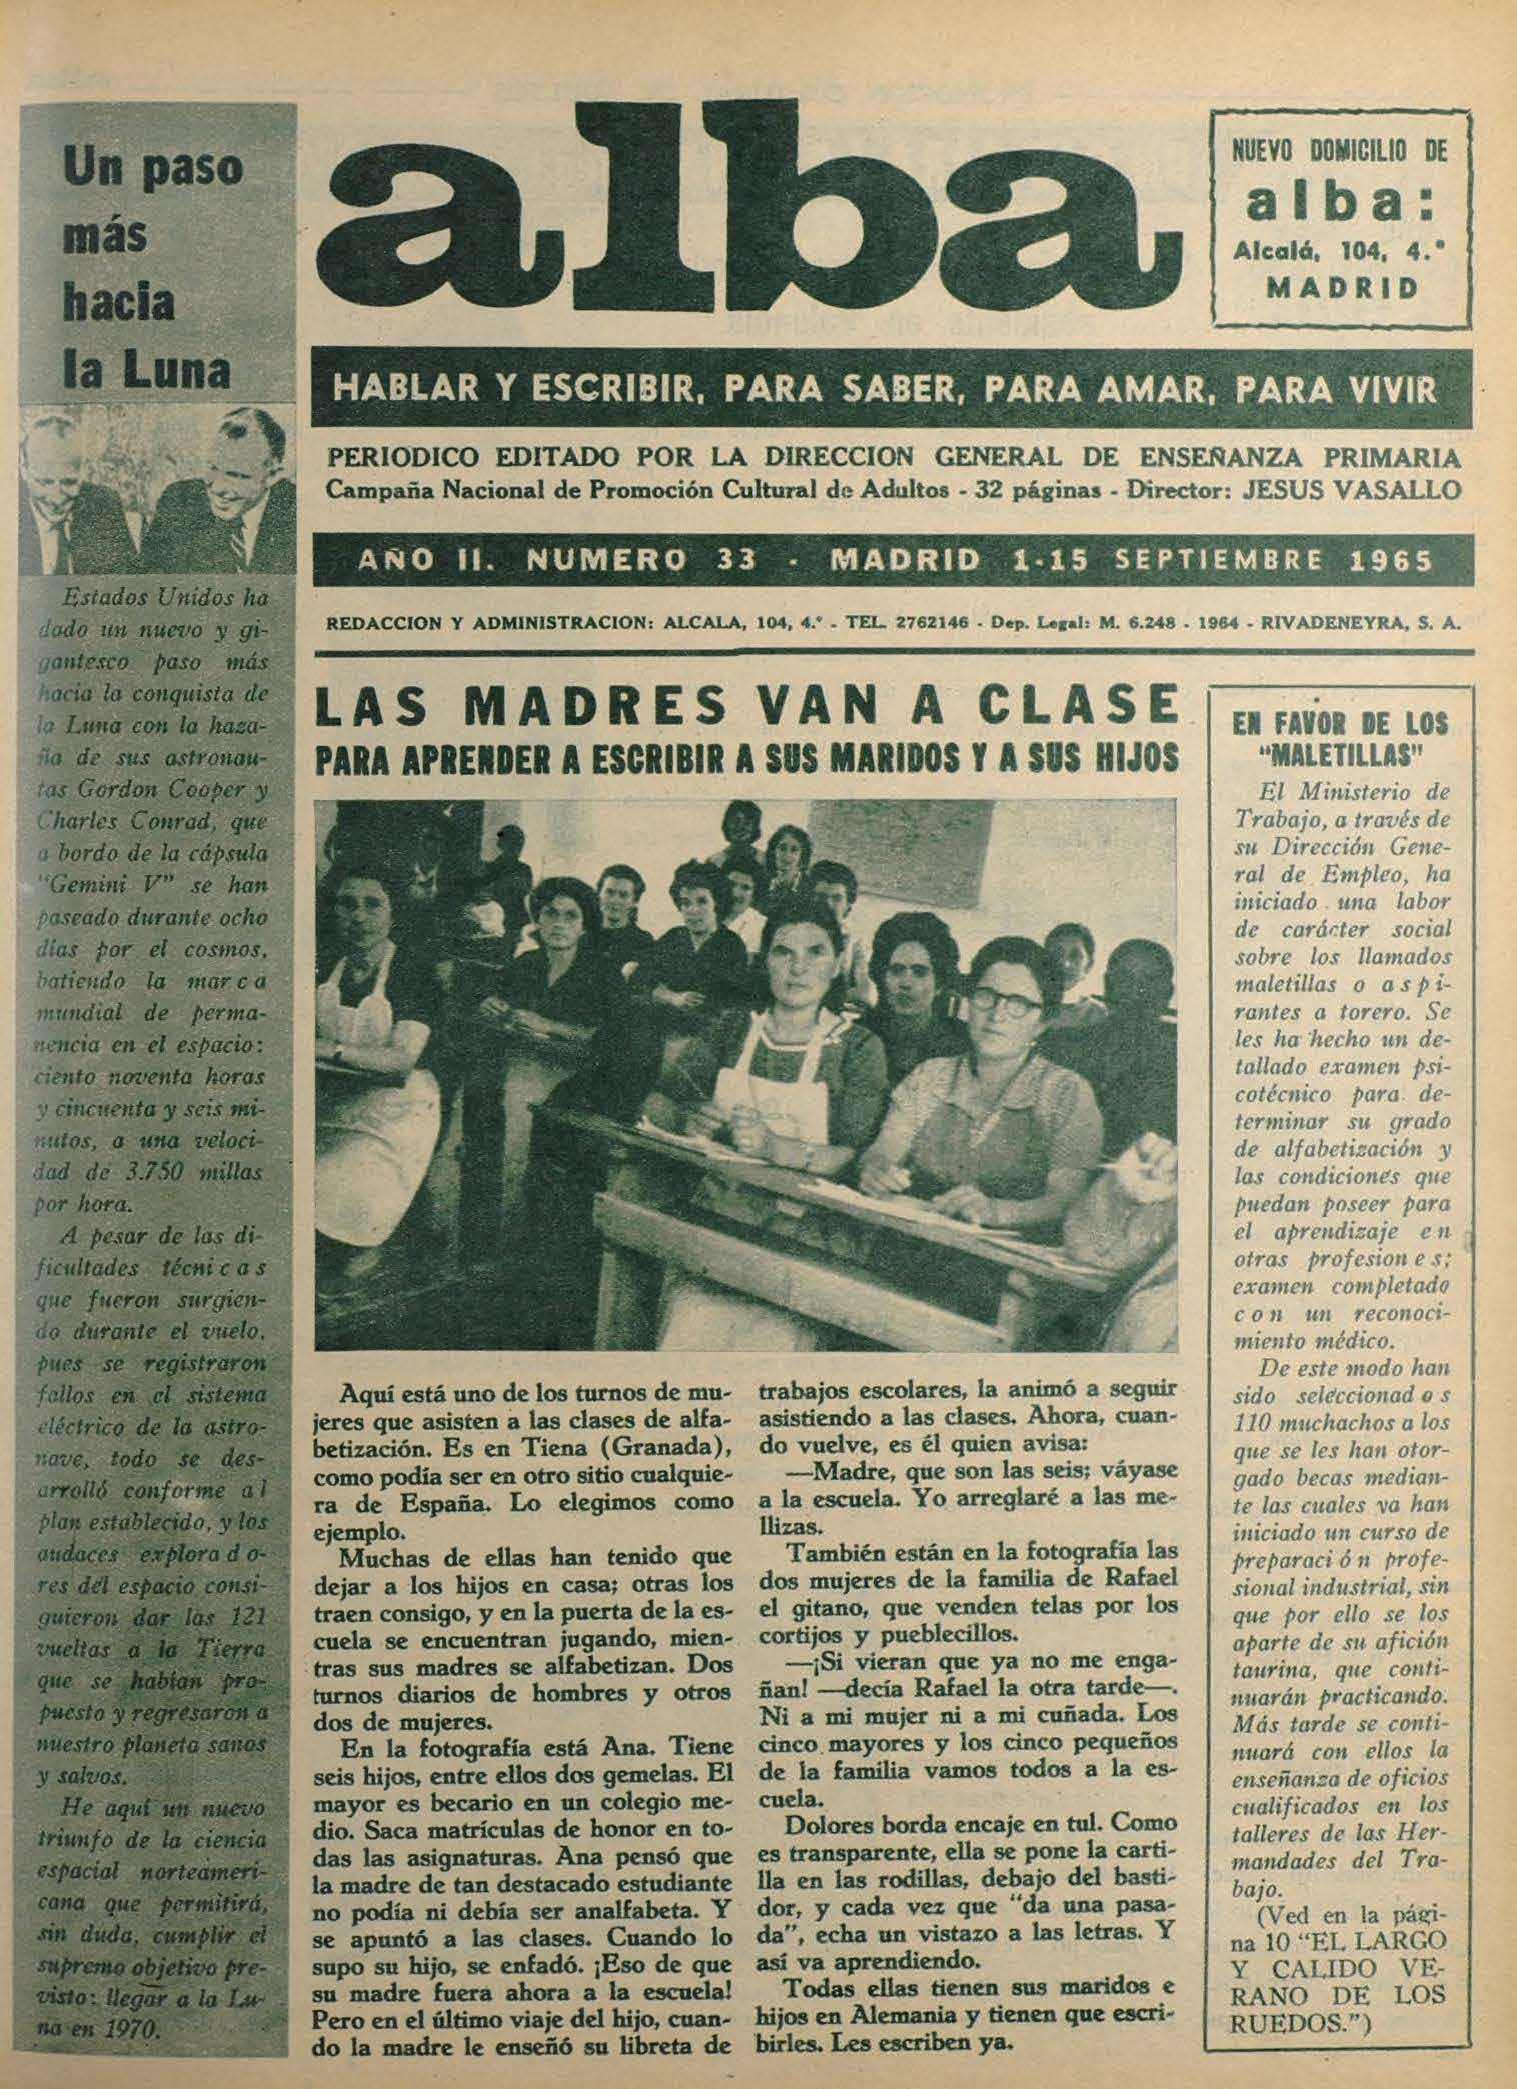 Un paso
más
hacia
la Luna
Estados Unidos ha
dado un nuevo y gi-
gantesco paso más
hacia la conquista de
la Luna con la haza-
ña de sus astronau-
tas Gordon Cooper y
Charles Conrad, que
a bordo de la cápsula
"Gemini V" se han
paseado durante ocho
días por el cosmos,
batiendo la marca
mundial de perma-
nencia en el espacio:
ciento noventa horas
y cincuenta y seis mi-
nutos, a una veloci-
dad de 3.750 millas
por hora.
A pesar de las di-
ficultades técnicas
que fueron surgien-
do durante el vuelo,
pues se registraron
fallos en el sistema
eléctrico de la astro-
nave, todo se des-
arrolló conforme al
plan establecido, y los
audaces explorado-
res del espacio consi-
guieron dar las 121
vueltas a la Tierra
que se habían pro-
puesto y regresaron a
nuestro planeta sanos
y salvos.
He aquí un nuevo
triunfo de la ciencia
espacial norteameri-
cana que permitirá,
sin duda, cumplir el
supremo objetivo pre-
visto: llegar a la Lu-
na en 1970.
alba
NUEVO DOMICILIO DE
alba:
Alcalá, 104, 4.º
MADRID
HABLAR Y ESCRIBIR, PARA SABER, PARA AMAR, PARA VIVIR
PERIODICO EDITADO POR LA DIRECCION GENERAL DE ENSEÑANZA PRIMARIA
Campaña Nacional de Promoción Cultural de Adultos - 32 páginas - Director: JESUS VASALLO
AÑO II. NUMERO 33 - MADRID 1-15 SEPTIEMBRE 1965
REDACCION Y ADMINISTRACION: ALCALA, 104, 4.º - TEL. 2762146 - Dep. Legal: M. 6.248 - 1964 - RIVADENEYRA, S. A.
LAS MADRES VAN A CLASE
PARA APRENDER A ESCRIBIR A SUS MARIDOS Y A SUS HIJOS
Aquí está uno de los turnos de mu-
jeres que asisten a las clases de alfa-
betización. Es en Tiena (Granada),
como podía ser en otro sitio cualquie-
ra de España. Lo elegimos como
ejemplo.
Muchas de ellas han tenido que
dejar a los hijos en casa; otras los
traen consigo, y en la puerta de la es-
cuela se encuentran jugando, mien-
tras sus madres se alfabetizan. Dos
turnos diarios de hombres y otros
dos de mujeres.
En la fotografía está Ana. Tiene
seis hijos, entre ellos dos gemelas. El
mayor es becario en un colegio me-
dio. Saca matrículas de honor en to-
das las asignaturas. Ana pensó que
la madre de tan destacado estudiante
no podía ni debía ser analfabeta. Y
se apuntó a las clases. Cuando lo
supo su hijo, se enfadó. ¡Eso de que
su madre fuera ahora a la escuela!
Pero en el último viaje del hijo, cuan-
do la madre le enseñó su libreta de
trabajos escolares, la animó a seguir
asistiendo a las clases. Ahora, cuan-
do vuelve, es él quien avisa:
—Madre, que son las seis; váyase
a la escuela. Yo arreglaré a las me-
llizas.
También están en la fotografía las
dos mujeres de la familia de Rafael
el gitano, que venden telas por los
cortijos y pueblecillos.
—¡Si vieran que ya no me enga-
ñan! —decía Rafael la otra tarde—.
Ni a mi mujer ni a mi cuñada. Los
cinco mayores y los cinco pequeños
de la familia vamos todos a la es-
cuela.
Dolores borda encaje en tul. Como
es transparente, ella se pone la carti-
lla en las rodillas, debajo del basti-
dor, y cada vez que "da una pasa-
da", echa un vistazo a las letras. Y
así va aprendiendo.
Todas ellas tienen sus maridos e
hijos en Alemania y tienen que escri-
birles. Les escriben ya.
EN FAVOR DE LOS
"MALETILLAS"
El Ministerio de
Trabajo, a través de
su Dirección Gene-
ral de Empleo, ha
iniciado una labor
de carácter social
sobre los llamados
maletillas o aspi-
rantes a torero. Se
les ha hecho un de-
tallado examen psi-
cotécnico para de-
terminar su grado
de alfabetización y
las condiciones que
puedan poseer para
el aprendizaje en
otras profesiones;
examen completado
con un reconoci-
miento médico.
De este modo han
sido seleccionados
110 muchachos a los
que se les han otor-
gado becas median-
te las cuales ya han
iniciado un curso de
preparación profe-
sional industrial, sin
que por ello se los
aparte de su afición
taurina, que conti-
nuarán practicando.
Más tarde se conti-
nuará con ellos la
enseñanza de oficios
cualificados en los
talleres de las Her-
mandades del Tra-
bajo.
(Ved en la pági-
na 10 "EL LARGO
Y CALIDO VE-
RANO DE LOS
RUEDOS.")